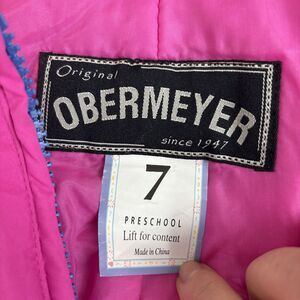 Original
OBERMEYER
since 1947
7
PRESCHOOL
Lift for content
Made in China